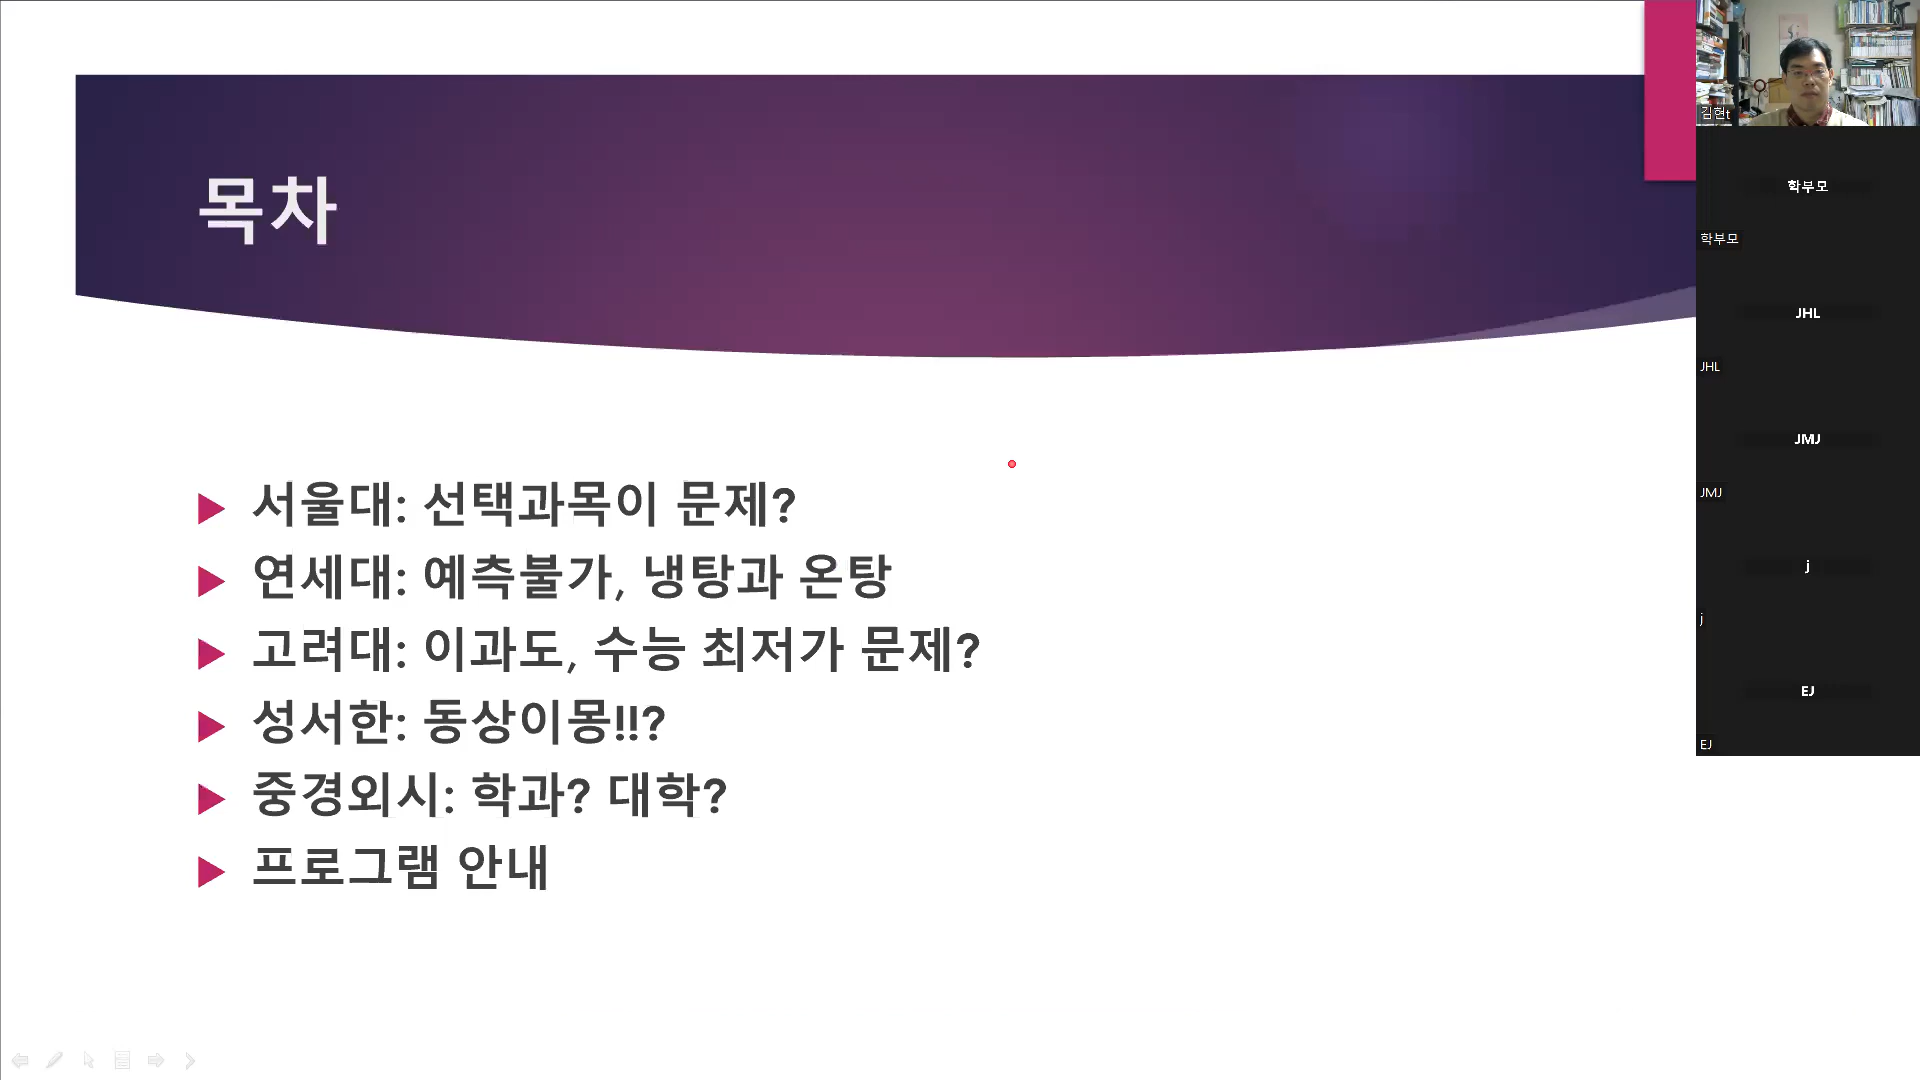 목차
서울대: 선택과목이 문제?
연세대: 예측불가, 냉탕과 온탕
고려대: 이과도, 수능 최저가 문제?
성서한: 동상이몽!!?
중경외시: 학과? 대학?
프로그램 안내
김현t
학부모
학부모
JHL
JHL
JMJ
JMJ
j
j
EJ
EJ